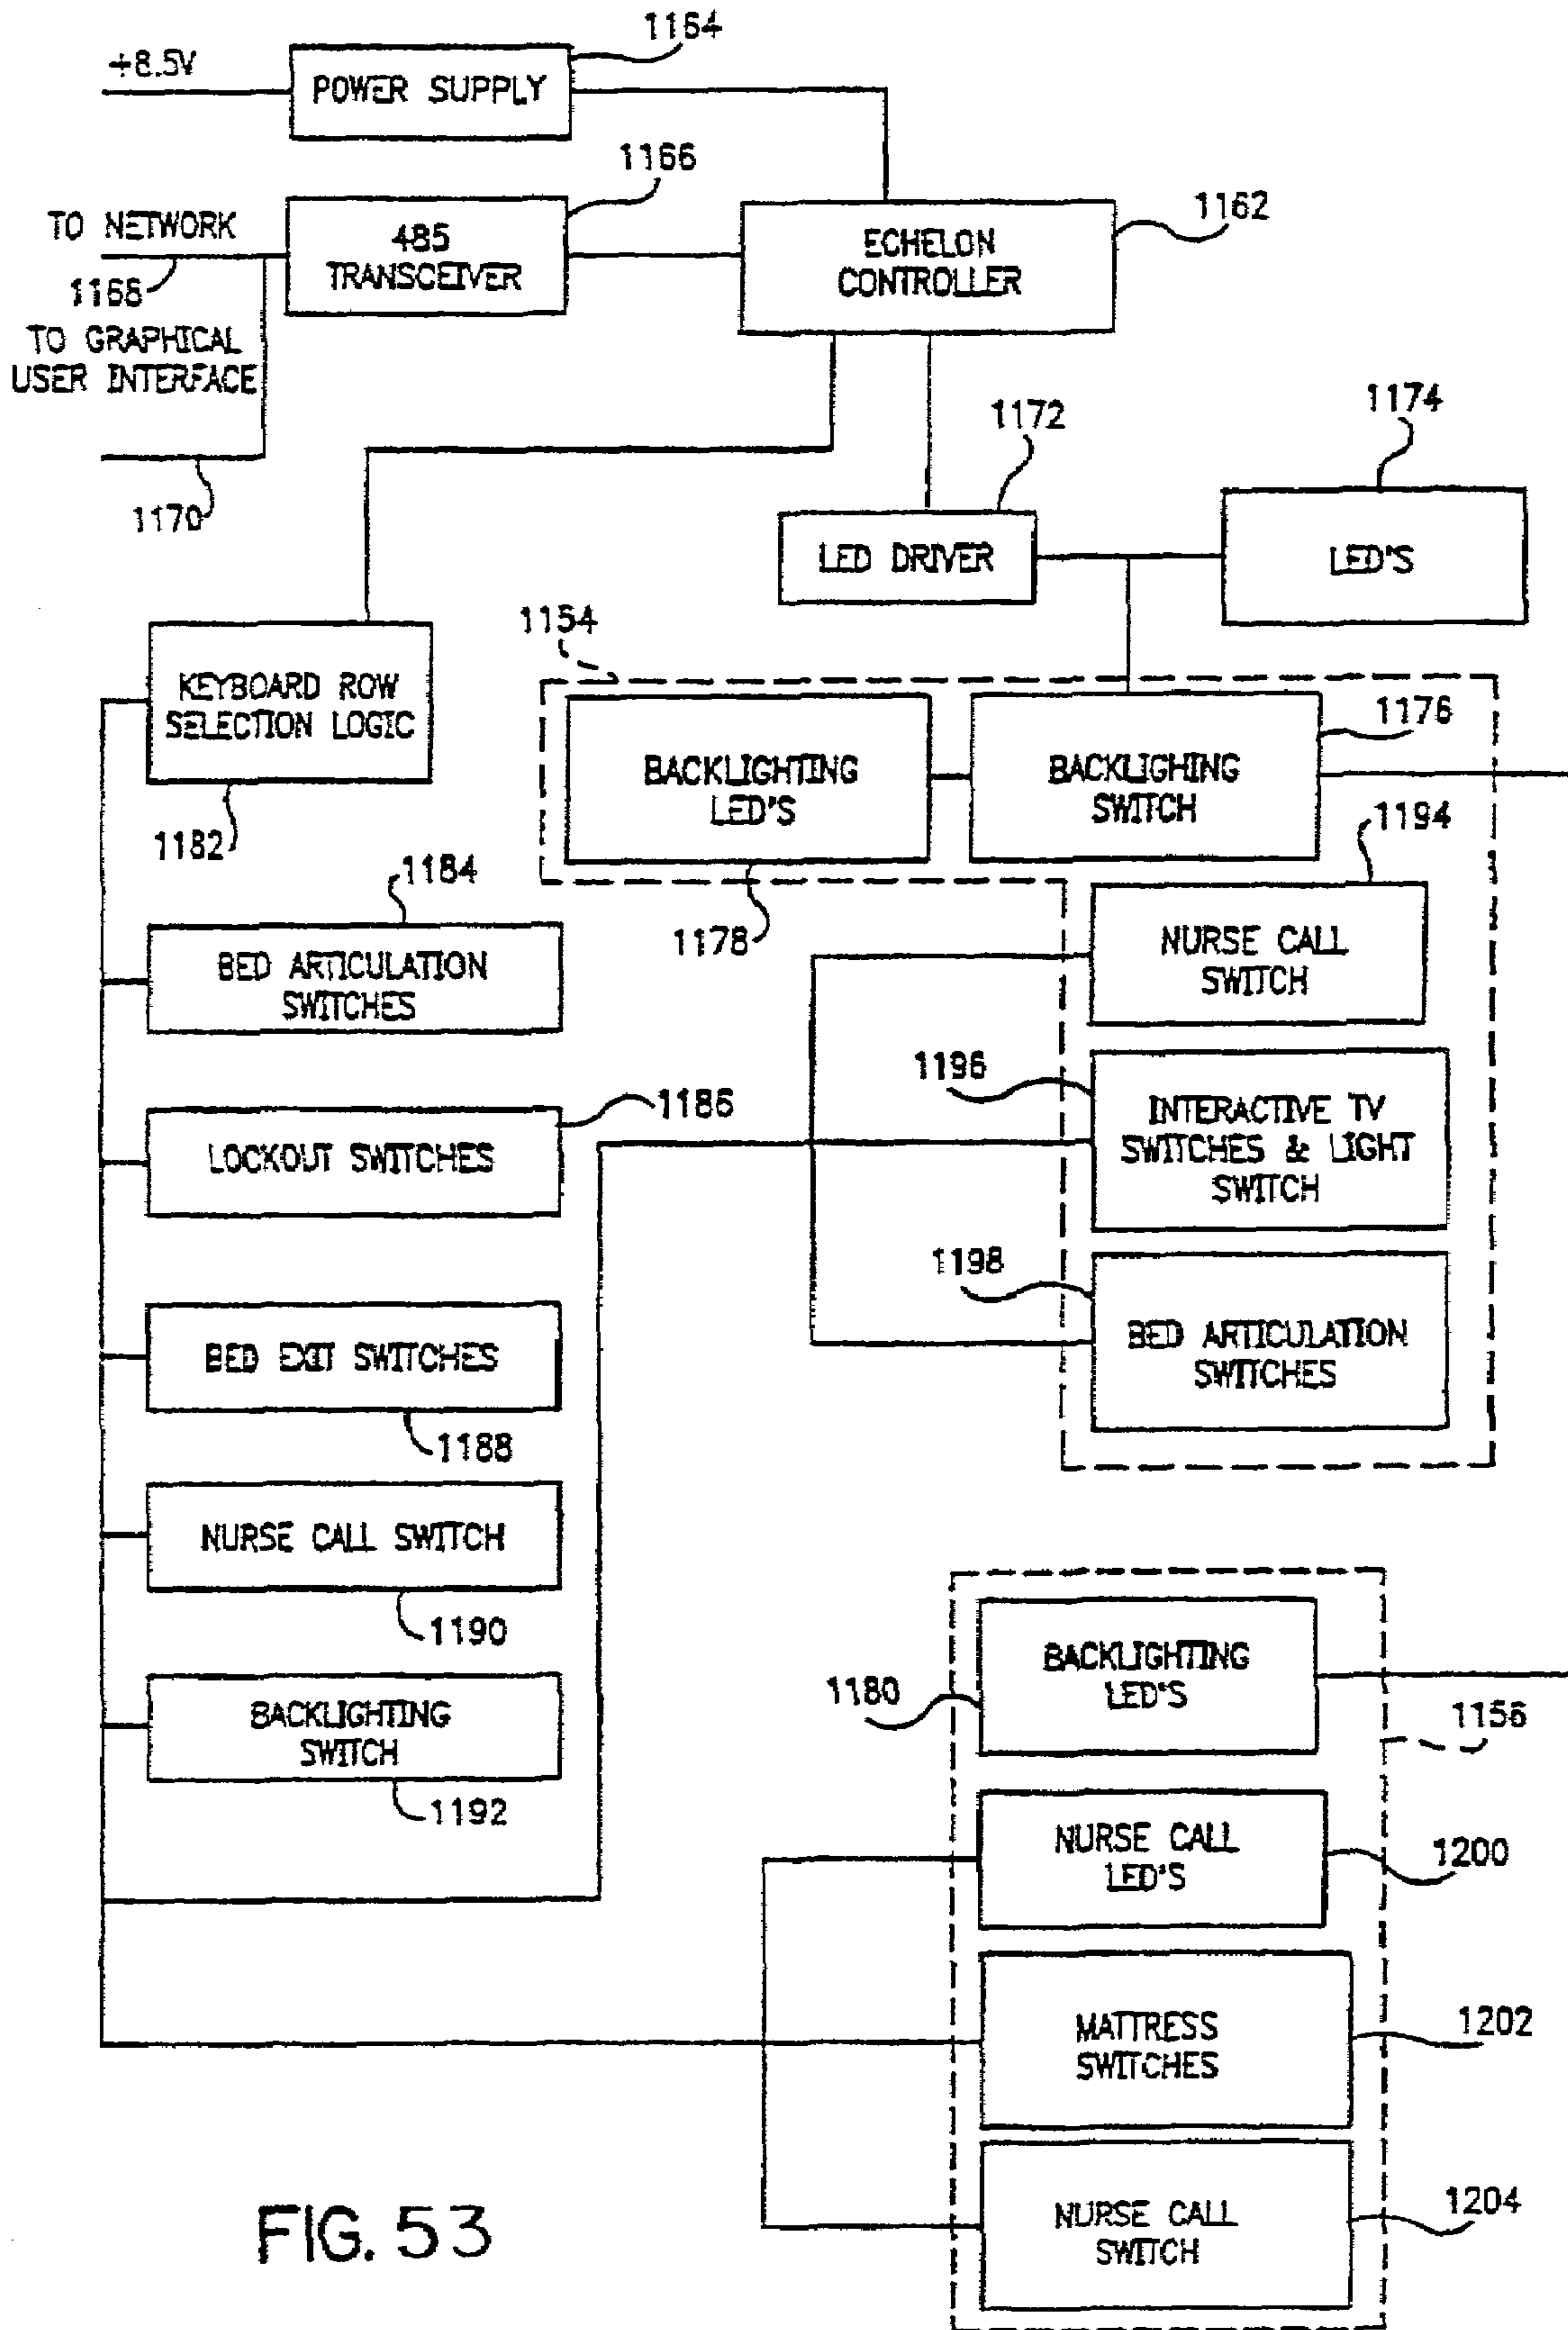 1164
+8.5V
POWER SUPPLY
1166
TO NETWORK
485
TRANSCEIVER
1162
ECHELON
CONTROLLER
1168
TO GRAPHICAL
USER INTERFACE
1170
1172
1174
LED DRIVER
LED'S
1154
KEYBOARD ROW
SELECTION LOGIC
1182
BACKLIGHTING
LED'S
1178
BACKLIGHING
SWITCH
1176
1184
BED ARTICULATION
SWITCHES
1194
NURSE CALL
SWITCH
1186
LOCKOUT SWITCHES
1196
INTERACTIVE TV
SWITCHES & LIGHT
SWITCH
1198
BED ARTICULATION
SWITCHES
BED EXIT SWITCHES
1188
NURSE CALL SWITCH
1190
BACKLIGHTING
SWITCH
1192
1180
BACKLIGHTING
LED'S
1156
NURSE CALL
LED'S
1200
MATTRESS
SWITCHES
1202
NURSE CALL
SWITCH
1204
FIG. 53